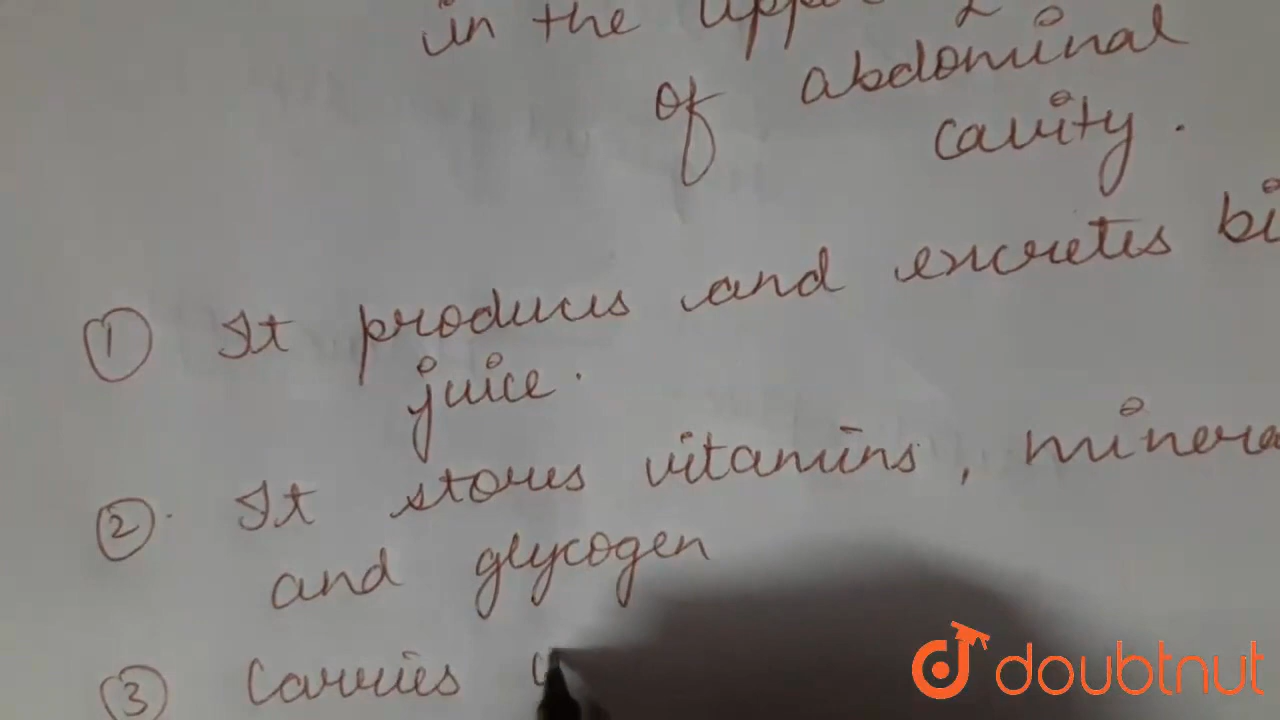 in the upper
of abdominal
cavity.
① It produces and excretes bi
juice.
② It stores vitamins, minera
and glycogen
③ Carries
doubtnut